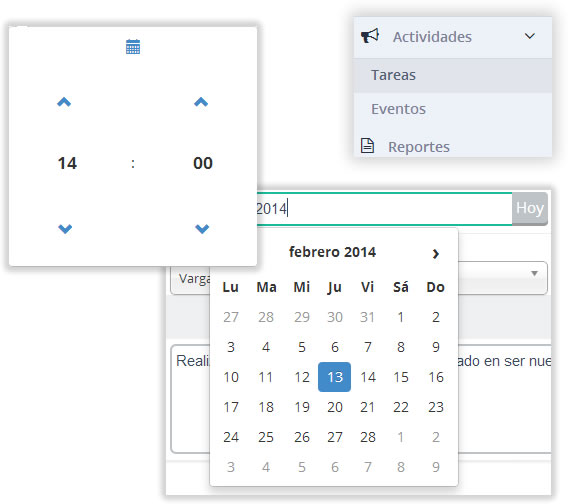 14 : 00
Actividades
Tareas
Eventos
Reportes
2014 Hoy
febrero 2014 ›
Lu Ma Mi Ju Vi Sá Do
27 28 29 30 31 1 2
3 4 5 6 7 8 9
10 11 12 13 14 15 16
17 18 19 20 21 22 23
24 25 26 27 28 1 2
3 4 5 6 7 8 9
Varga
Reali
ado en ser nue